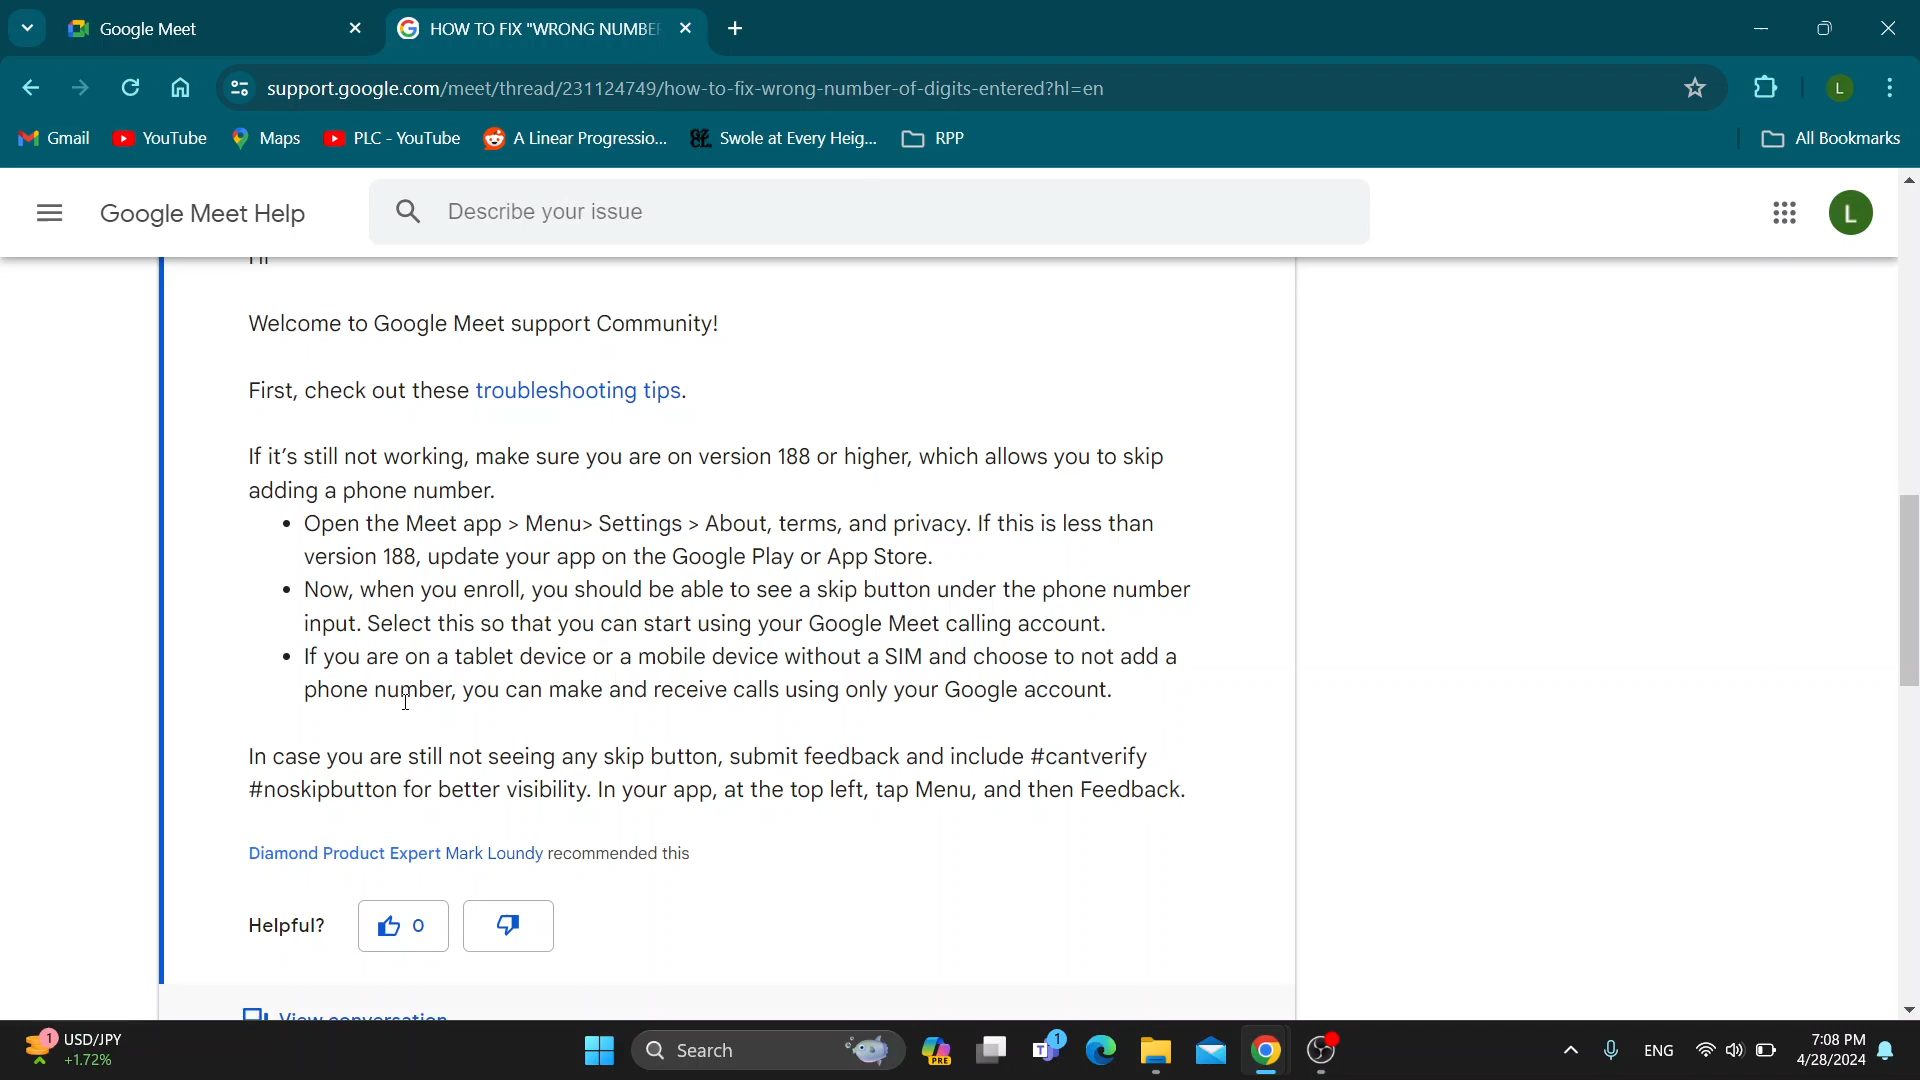 Google Meet
HOW TO FIX "WRONG NUMBE
support.google.com/meet/thread/231124749/how-to-fix-wrong-number-of-digits-entered?hl=en
L
Gmail
YouTube
Maps
PLC - YouTube
A Linear Progressio...
Swole at Every Heig...
RPP
All Bookmarks
Google Meet Help
Describe your issue
L
Welcome to Google Meet support Community!
First, check out these troubleshooting tips.
If it's still not working, make sure you are on version 188 or higher, which allows you to skip
adding a phone number.
• Open the Meet app > Menu> Settings > About, terms, and privacy. If this is less than
version 188, update your app on the Google Play or App Store.
• Now, when you enroll, you should be able to see a skip button under the phone number
input. Select this so that you can start using your Google Meet calling account.
• If you are on a tablet device or a mobile device without a SIM and choose to not add a
phone number, you can make and receive calls using only your Google account.
In case you are still not seeing any skip button, submit feedback and include #cantverify
#noskipbutton for better visibility. In your app, at the top left, tap Menu, and then Feedback.
Diamond Product Expert Mark Loundy recommended this
Helpful?
0
View conversation
1
USD/JPY
+1.72%
Search
PRE
1
ENG
7:08 PM
4/28/2024